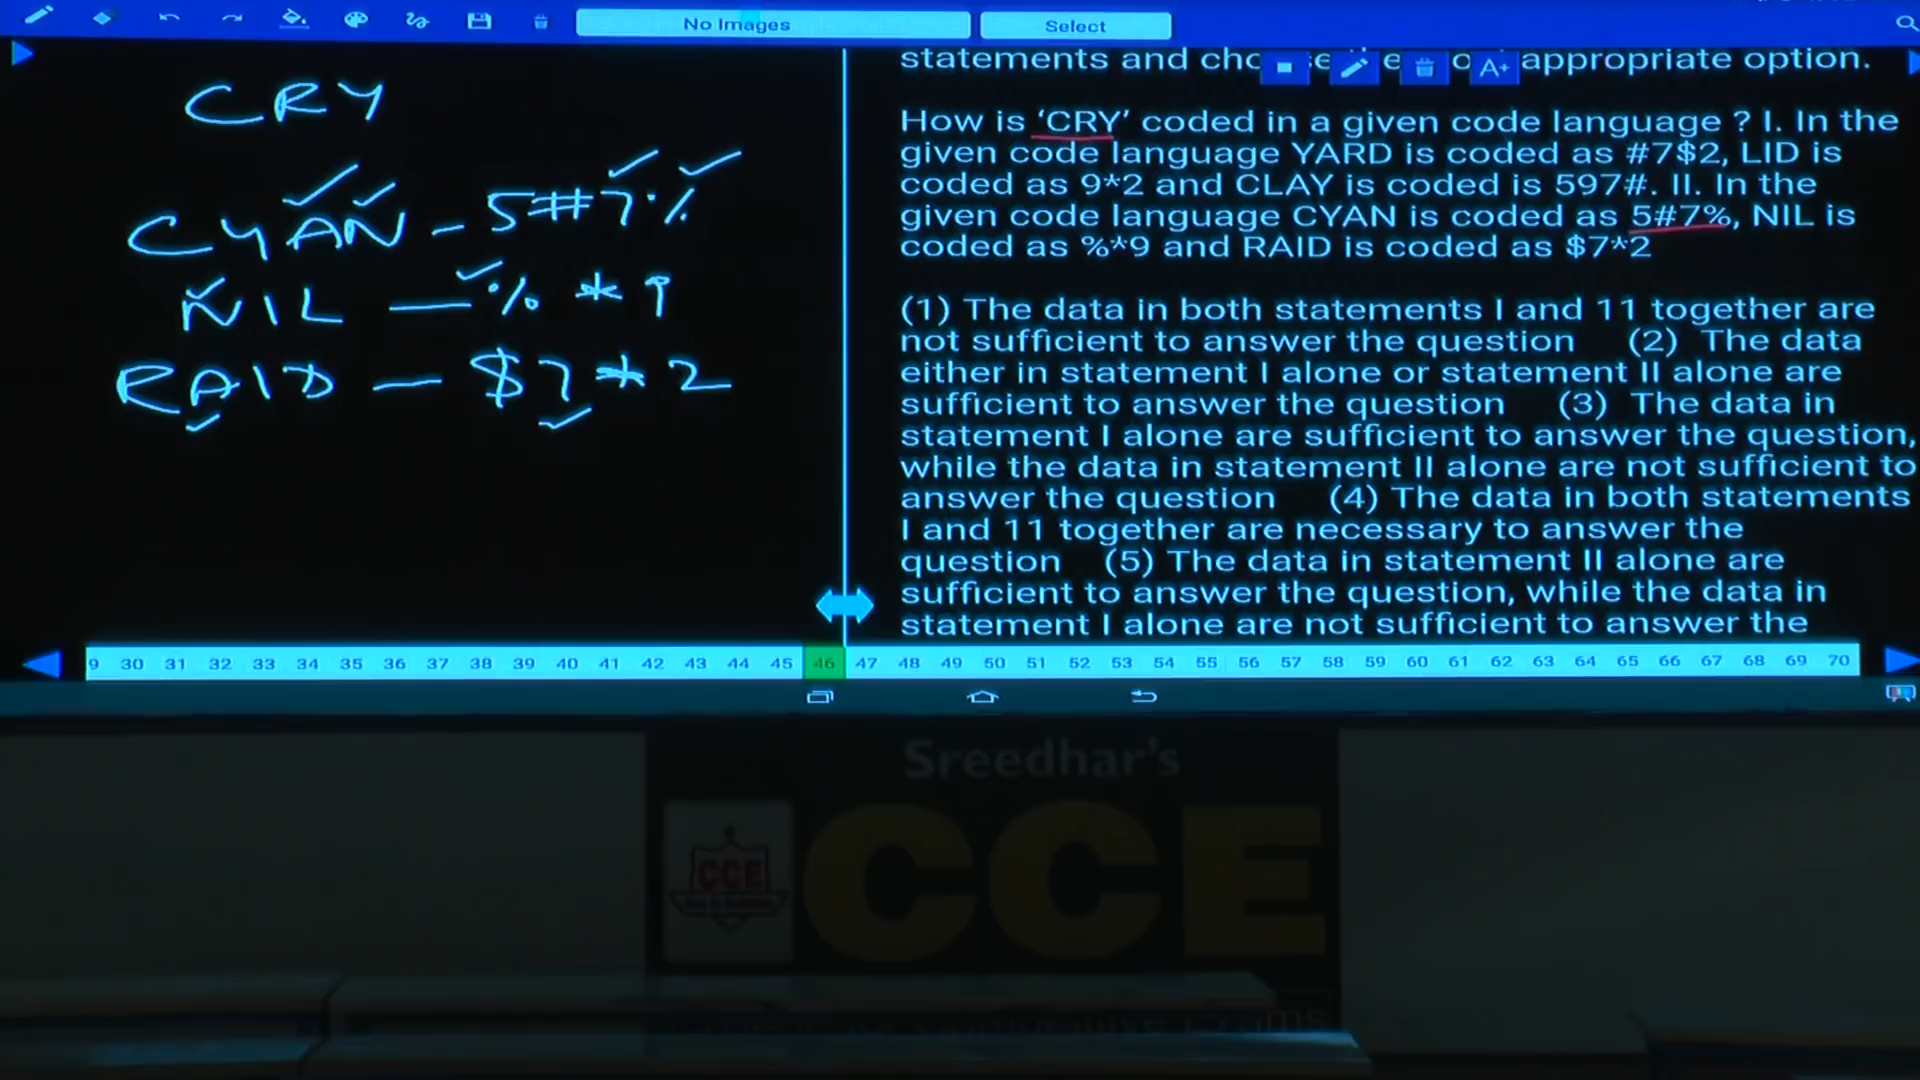 No Images
Select
CRY
CYAN - 5#7%
NIL — % * 9
RAID — $7*2
statements and
appropriate option.
How is ‘CRY’ coded in a given code language ? I. In the
given code language YARD is coded as #7$2, LID is
coded as 9*2 and CLAY is coded is 597#. II. In the
given code language CYAN is coded as 5#7%, NIL is
coded as %*9 and RAID is coded as $7*2
(1) The data in both statements I and 11 together are
not sufficient to answer the question (2) The data
either in statement I alone or statement II alone are
sufficient to answer the question (3) The data in
statement I alone are sufficient to answer the question,
while the data in statement II alone are not sufficient to
answer the question (4) The data in both statements
I and 11 together are necessary to answer the
question (5) The data in statement II alone are
sufficient to answer the question, while the data in
statement I alone are not sufficient to answer the
9 30 31 32 33 34 35 36 37 38 39 40 41 42 43 44 45 46 47 48 49 50 51 52 53 54 55 56 57 58 59 60 61 62 63 64 65 66 67 68 69 70
Sreedhar's
CCE
CCE